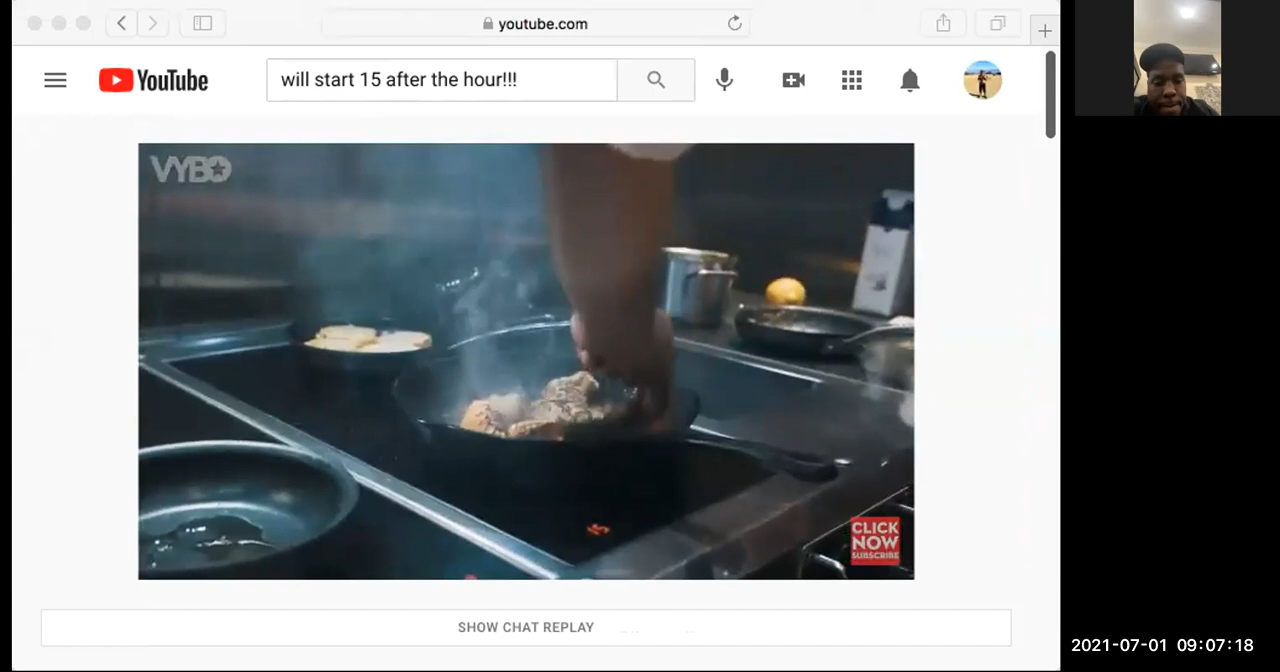 youtube.com
YouTube
will start 15 after the hour!!!
VYBO
CLICK
NOW
SUBSCRIBE
SHOW CHAT REPLAY
2021-07-01 09:07:18